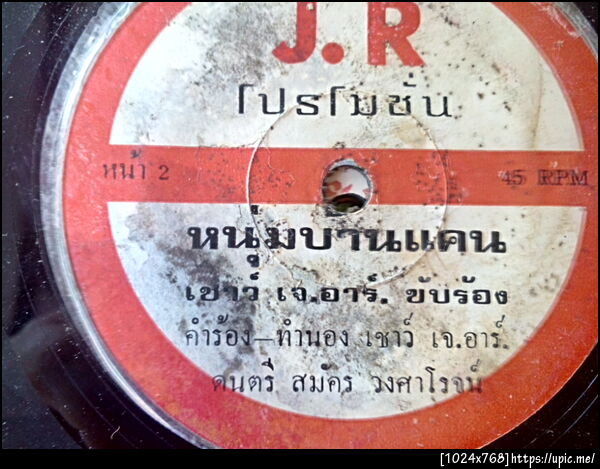 J.R
โปรโมชั่น
หน้า 2 45 RPM
หนุ่มบ้านแคน
เชาว์ เจ.อาร์. ขับร้อง
คำร้อง–ทำนอง เชาว์ เจ.อาร์.
ดนตรี สมัคร วงศาโรจน์
[1024x768]https://upic.me/